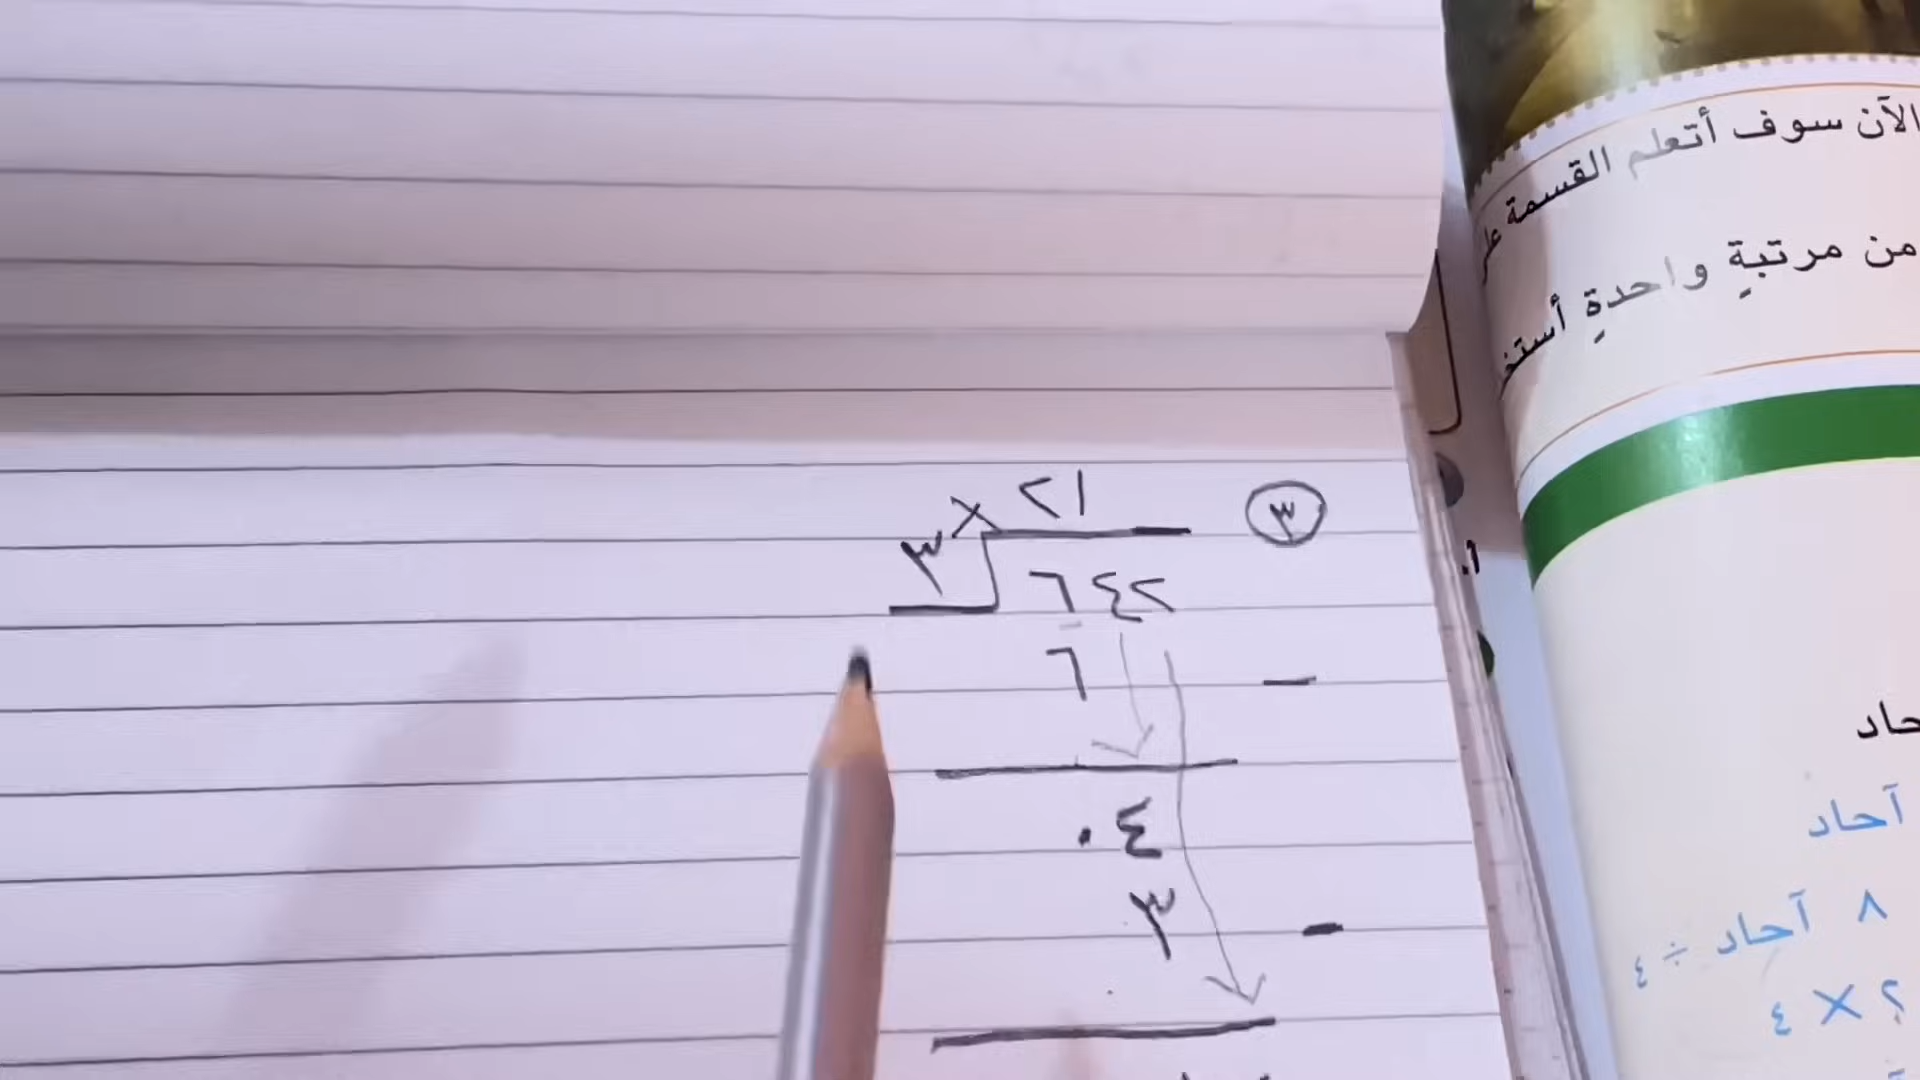 ٢١
٣ ×
٦٤٢
٣
٦
-
٠٤
٣
-
الآن سوف أتعلم القسمة
من مرتبةٍ واحدةٍ
آحاد
٨ آحاد ÷ ٤
؟ × ٤